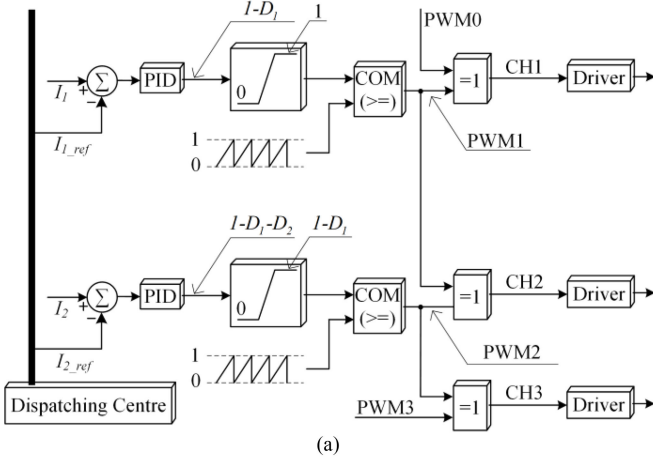 1-D1
1
PWM0
I1
+
−
Σ
PID
0
COM
(>=)
=1
CH1
Driver
I1_ref
1
0
PWM1
1-D1-D2
1-D1
I2
+
−
Σ
PID
0
COM
(>=)
=1
CH2
Driver
I2_ref
1
0
PWM2
Dispatching Centre
PWM3
=1
CH3
Driver
(a)